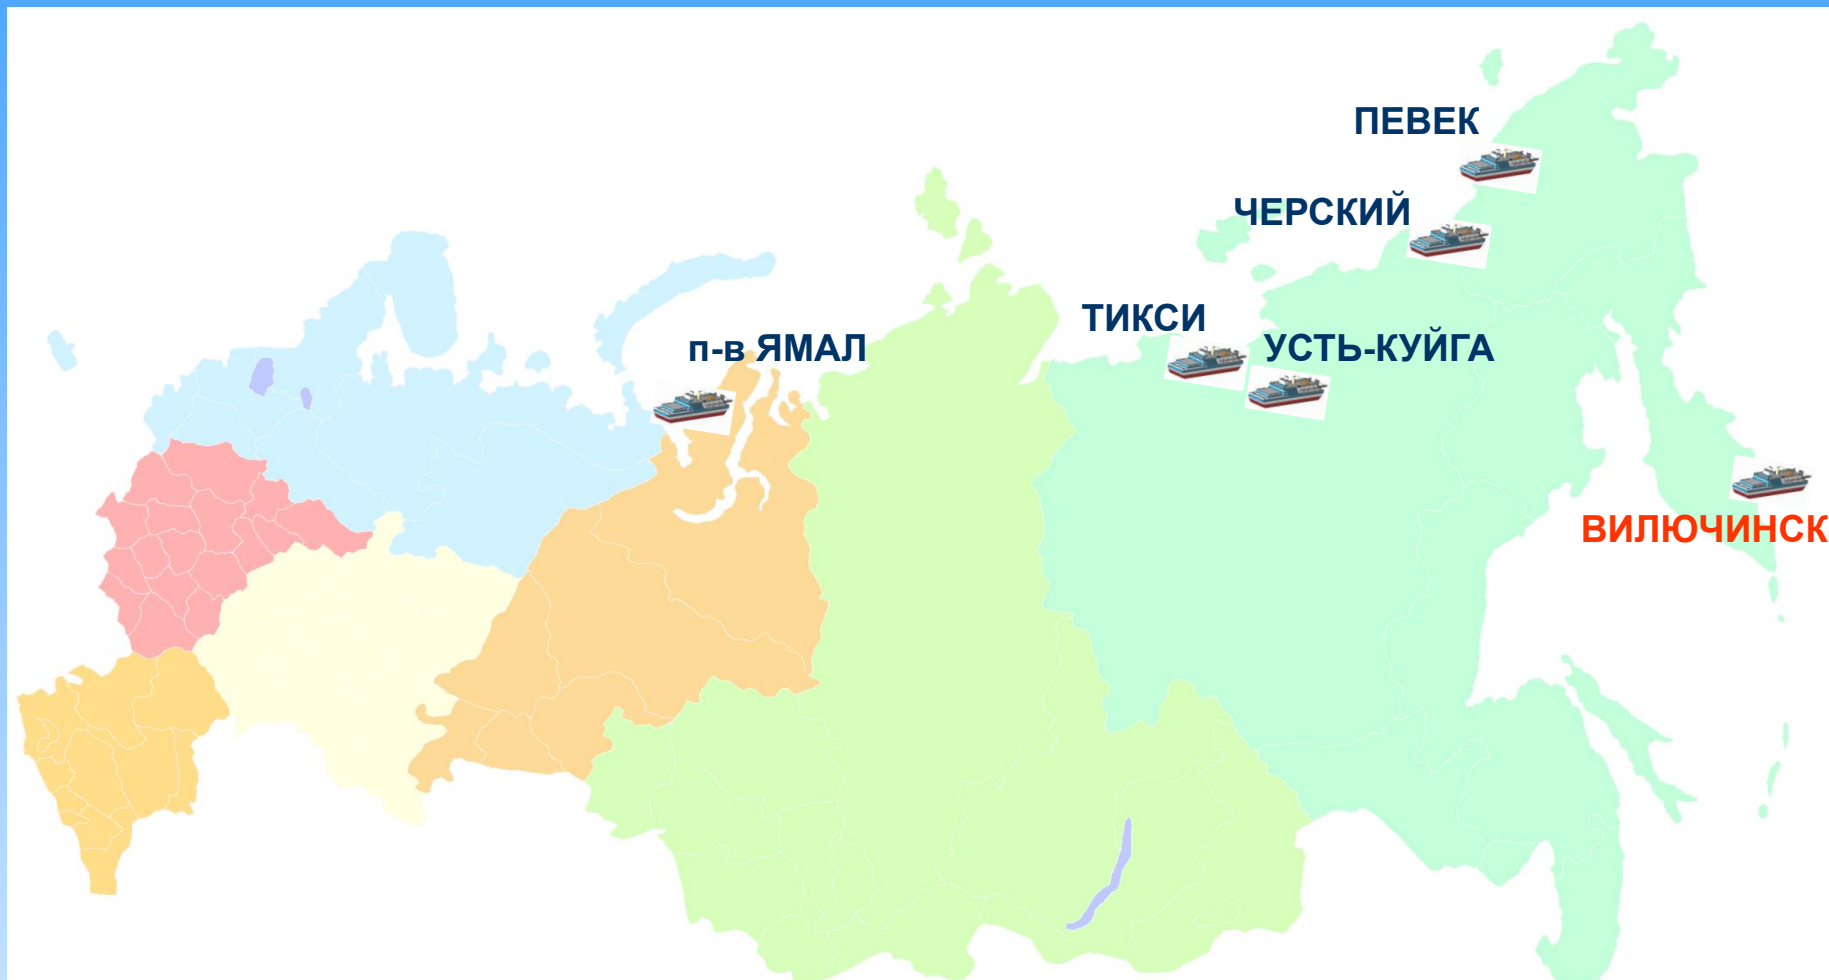 ПЕВЕК
ЧЕРСКИЙ
ТИКСИ
п-в ЯМАЛ
УСТЬ-КУЙГА
ВИЛЮЧИНСК